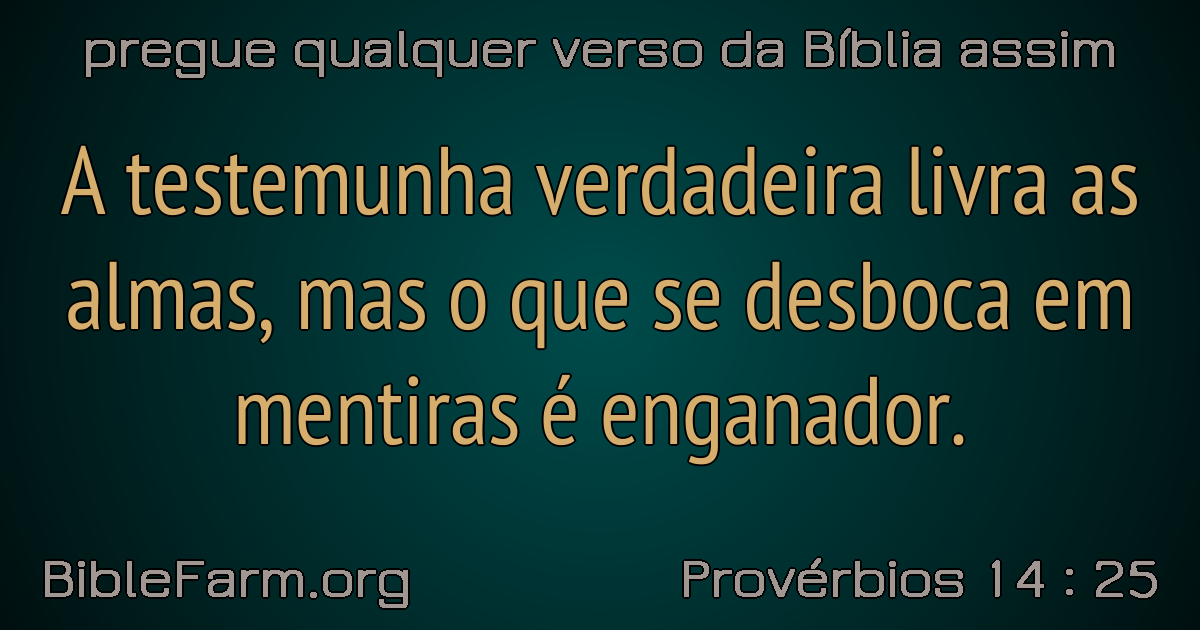 pregue qualquer verso da Bíblia assim
A testemunha verdadeira livra as
almas, mas o que se desboca em
mentiras é enganador.
BibleFarm.org
Provérbios 14 : 25